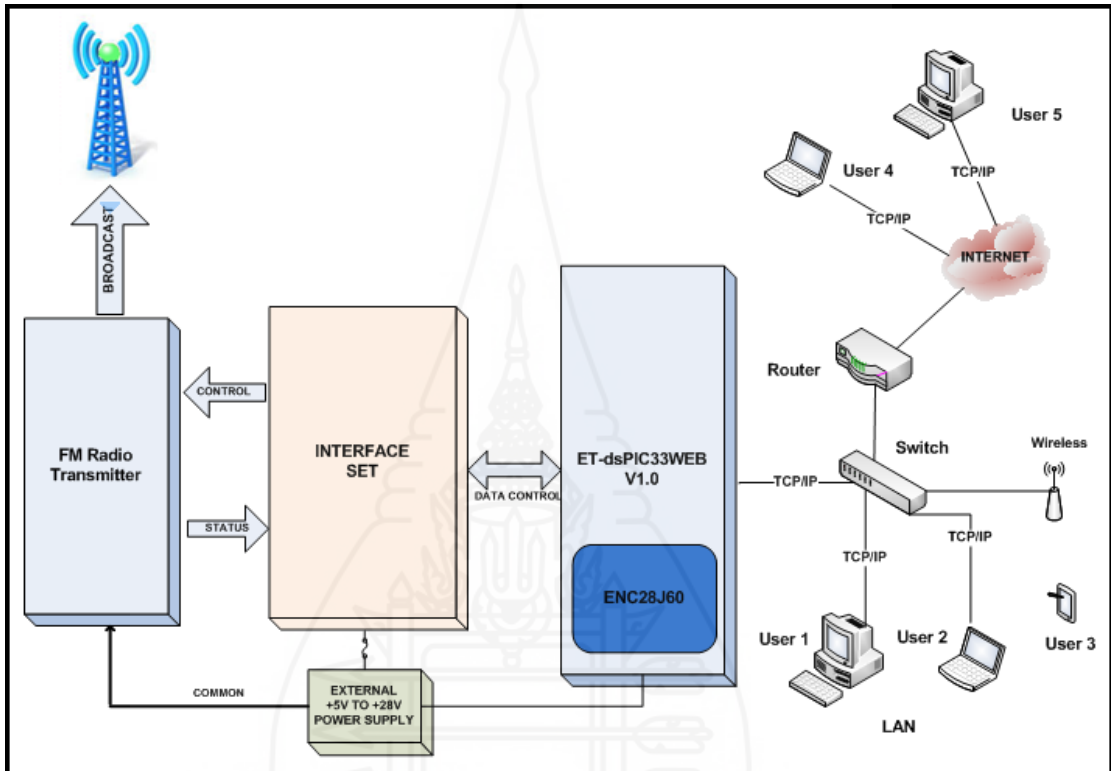 User 5
User 4
TCP/IP
TCP/IP
BROADCAST
INTERNET
Router
CONTROL
FM Radio
Transmitter
INTERFACE
SET
ET-dsPIC33WEB
V1.0
Switch
Wireless
DATA CONTROL
TCP/IP
STATUS
TCP/IP
TCP/IP
ENC28J60
User 1
User 2
User 3
COMMON
EXTERNAL
+5V TO +28V
POWER SUPPLY
LAN